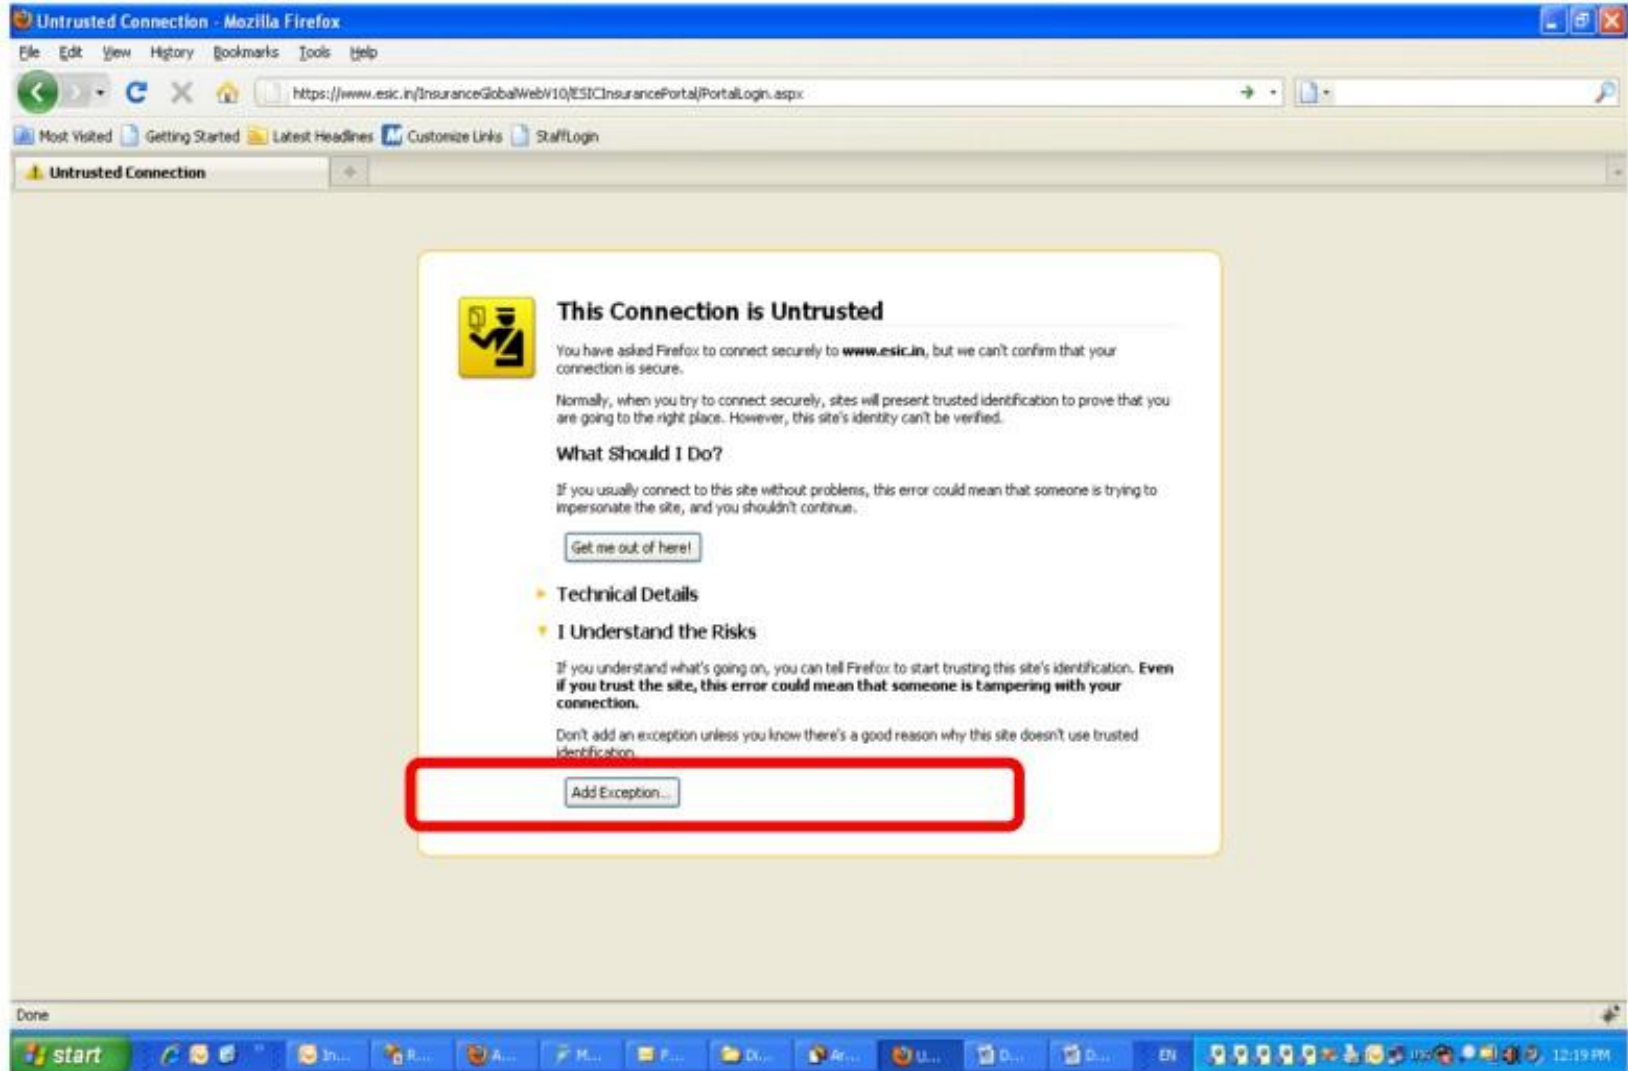 Untrusted Connection - Mozilla Firefox
File Edit View History Bookmarks Tools Help
https://www.esic.in/InsuranceGlobalWebV10/ESICInsurancePortal/PortalLogin.aspx
Most Visited Getting Started Latest Headlines Customize Links StaffLogin
Untrusted Connection
This Connection is Untrusted
You have asked Firefox to connect securely to www.esic.in, but we can't confirm that your
connection is secure.
Normally, when you try to connect securely, sites will present trusted identification to prove that you
are going to the right place. However, this site's identity can't be verified.
What Should I Do?
If you usually connect to this site without problems, this error could mean that someone is trying to
impersonate the site, and you shouldn't continue.
Get me out of here!
Technical Details
I Understand the Risks
If you understand what's going on, you can tell Firefox to start trusting this site's identification. Even
if you trust the site, this error could mean that someone is tampering with your
connection.
Don't add an exception unless you know there's a good reason why this site doesn't use trusted
identification.
Add Exception...
Done
start In... R... A... M... F... Di... Ar... U... D... D... EN 12:19 PM